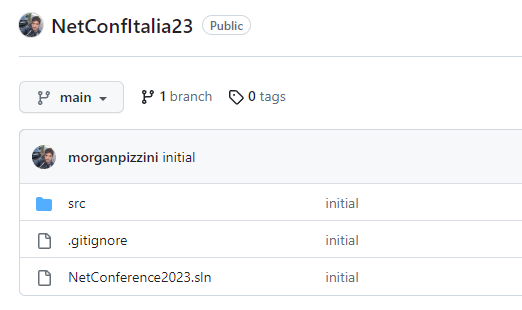 NetConfItalia23 Public
main 1 branch 0 tags
morganpizzini initial
src initial
.gitignore initial
NetConference2023.sln initial